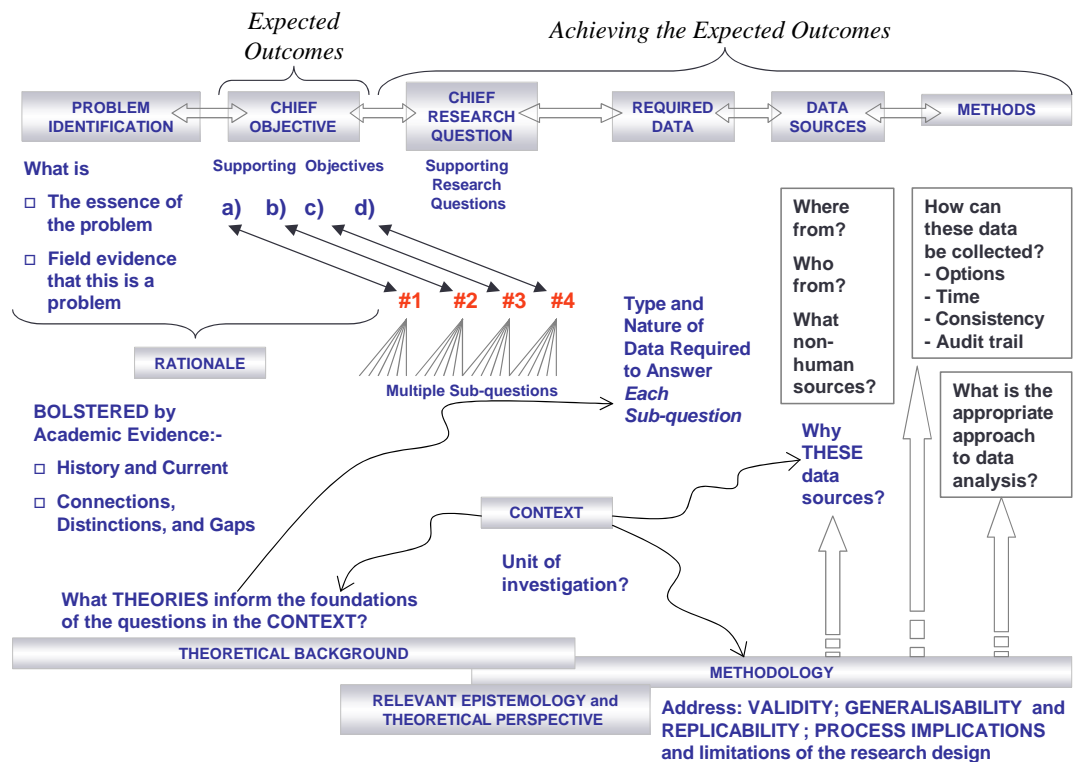 Expected
Outcomes
Achieving the Expected Outcomes
PROBLEM
IDENTIFICATION
CHIEF
OBJECTIVE
CHIEF
RESEARCH
QUESTION
REQUIRED
DATA
DATA
SOURCES
METHODS
What is
□ The essence of
the problem
□ Field evidence
that this is a
problem
Supporting Objectives
a) b) c) d)
Supporting
Research
Questions
#1 #2 #3 #4
Multiple Sub-questions
RATIONALE
BOLSTERED by
Academic Evidence:-
□ History and Current
□ Connections,
Distinctions, and Gaps
Type and
Nature of
Data Required
to Answer
Each
Sub-question
Where
from?
Who
from?
What
non-
human
sources?
How can
these data
be collected?
- Options
- Time
- Consistency
- Audit trail
What is the
appropriate
approach
to data
analysis?
Why
THESE
data
sources?
CONTEXT
Unit of
investigation?
What THEORIES inform the foundations
of the questions in the CONTEXT?
THEORETICAL BACKGROUND
METHODOLOGY
RELEVANT EPISTEMOLOGY and
THEORETICAL PERSPECTIVE
Address: VALIDITY; GENERALISABILITY and
REPLICABILITY ; PROCESS IMPLICATIONS
and limitations of the research design